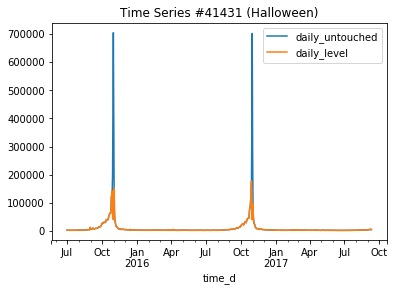 Time Series #41431 (Halloween)
daily_untouched
daily_level
700000
600000
500000
400000
300000
200000
100000
0
Jul Oct Jan Apr Jul Oct Jan Apr Jul Oct
2016 2017
time_d